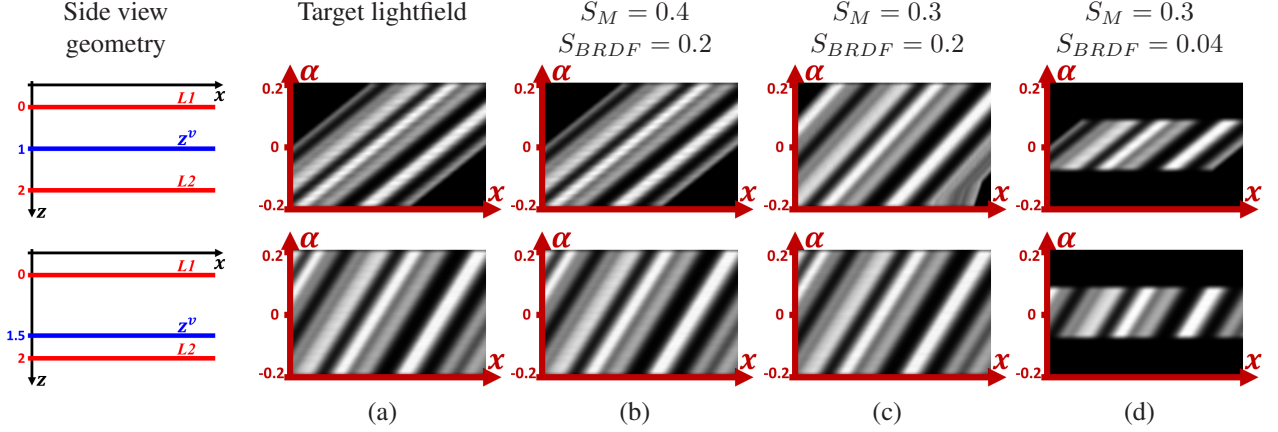 Side view
geometry
Target lightfield
S_M = 0.4
S_BRDF = 0.2
S_M = 0.3
S_BRDF = 0.2
S_M = 0.3
S_BRDF = 0.04
x
0 L1
1 z^v
2 L2
z
α
0.2
0
-0.2
x
α
0.2
0
-0.2
x
α
0.2
0
-0.2
x
α
0.2
0
-0.2
x
x
0 L1
1.5 z^v
2 L2
z
α
0.2
0
-0.2
x
α
0.2
0
-0.2
x
α
0.2
0
-0.2
x
α
0.2
0
-0.2
x
(a)
(b)
(c)
(d)